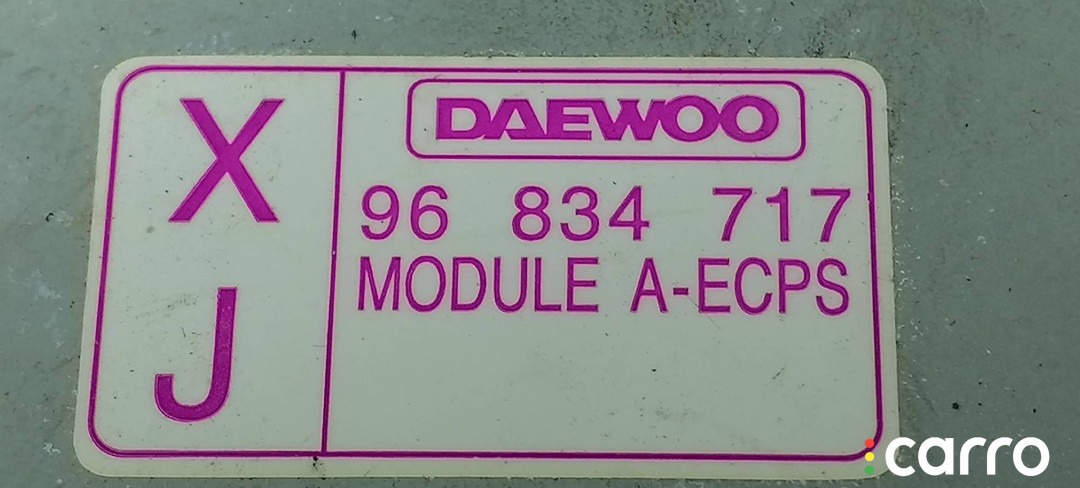 X
J
DAEWOO
96 834 717
MODULE A-ECPS
carro